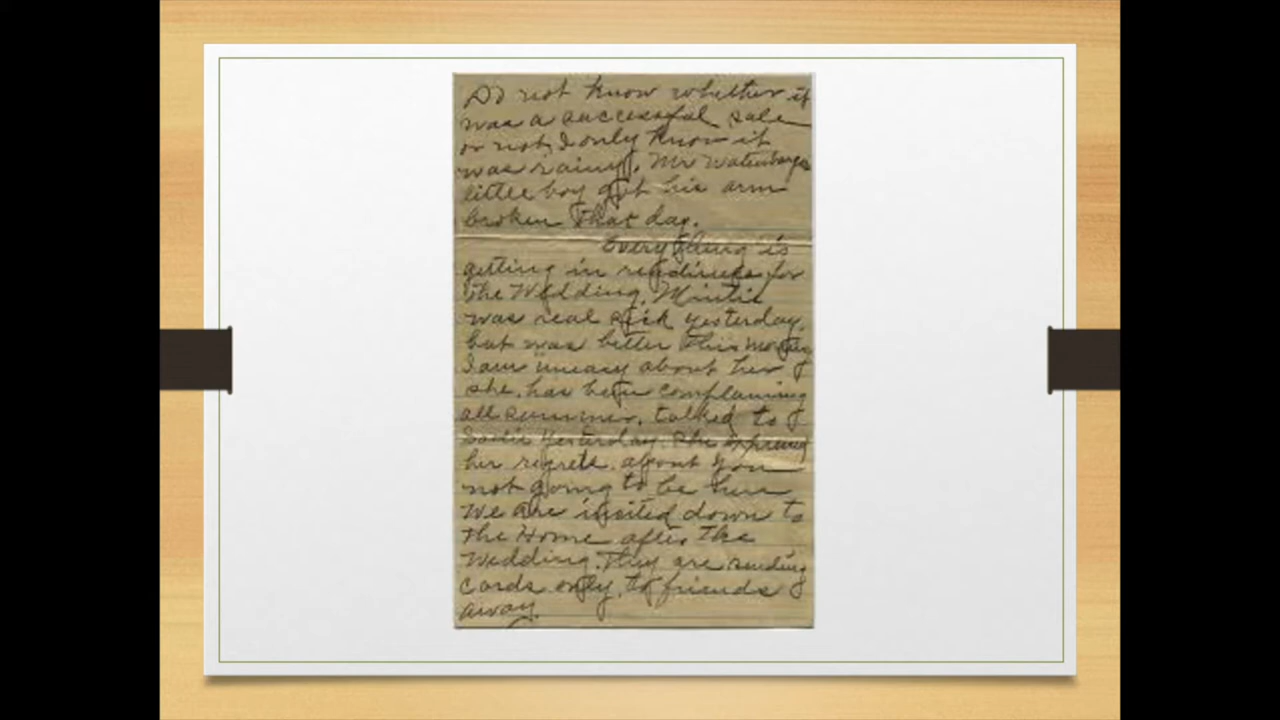 Do not know whether it
was a successful sale
or not, I only know it
was rainy. Mr Waterbarger
little boy got his arm
broken that day.
Everything is
getting in readiness for
the Wedding. Mintie
was real sick yesterday,
but was better this morning
I am uneasy about her
she has been complaining
all summer. talked to
Sadie yesterday. She expressed
her regrets about you
not going to be here
We are invited down to
the Home after the
Wedding. They are sending
cards only to friends
away.